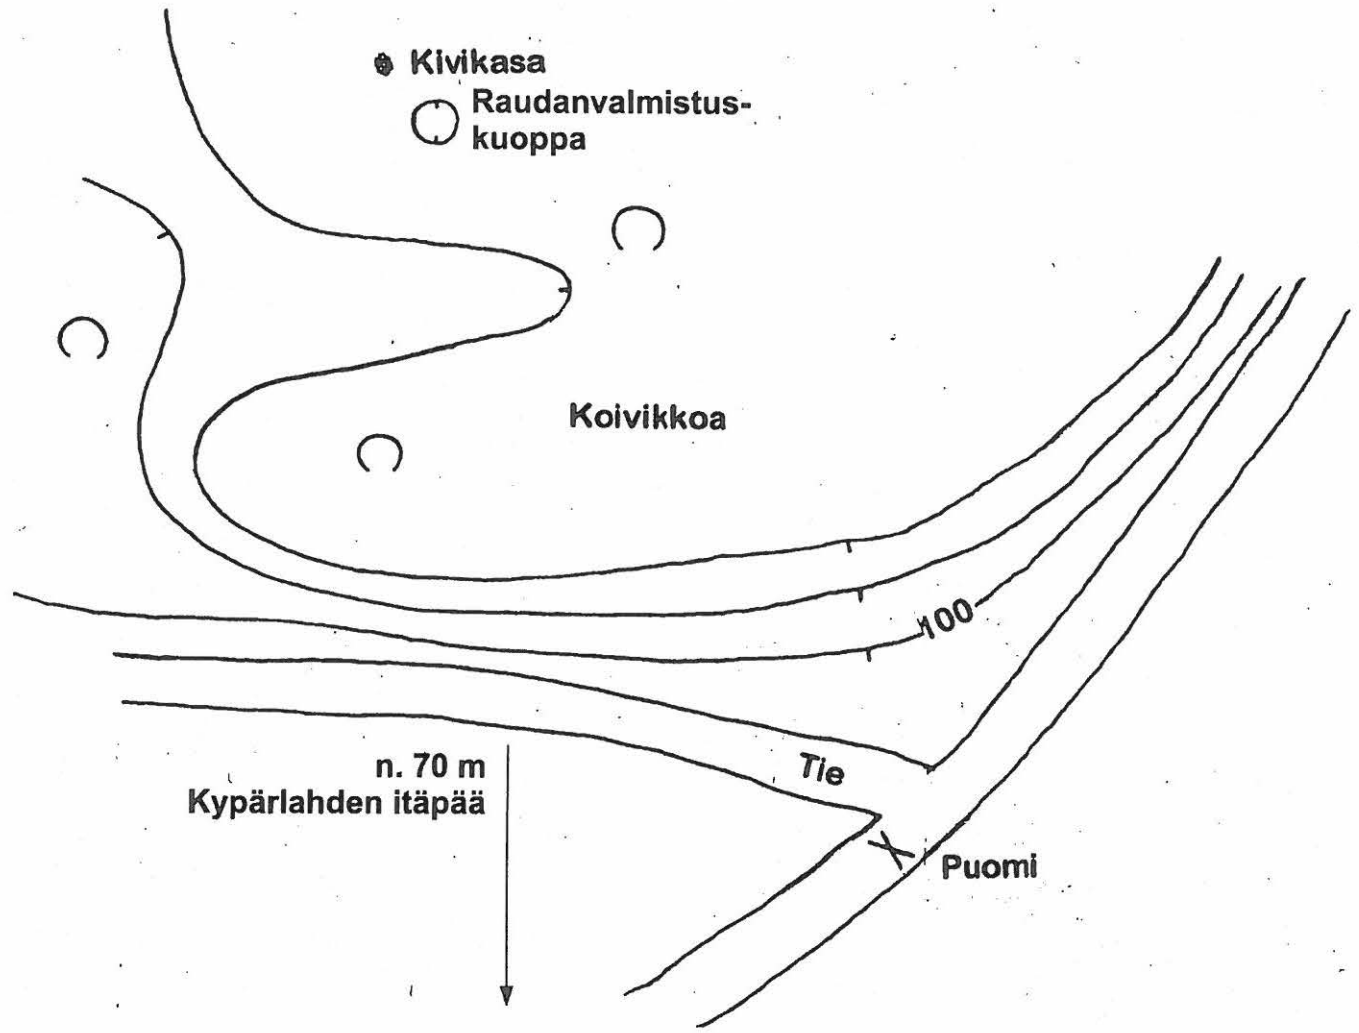 Kivikasa
Raudanvalmistus-
kuoppa
Koivikkoa
100
Tie
n. 70 m
Kypärlahden itäpää
Puomi